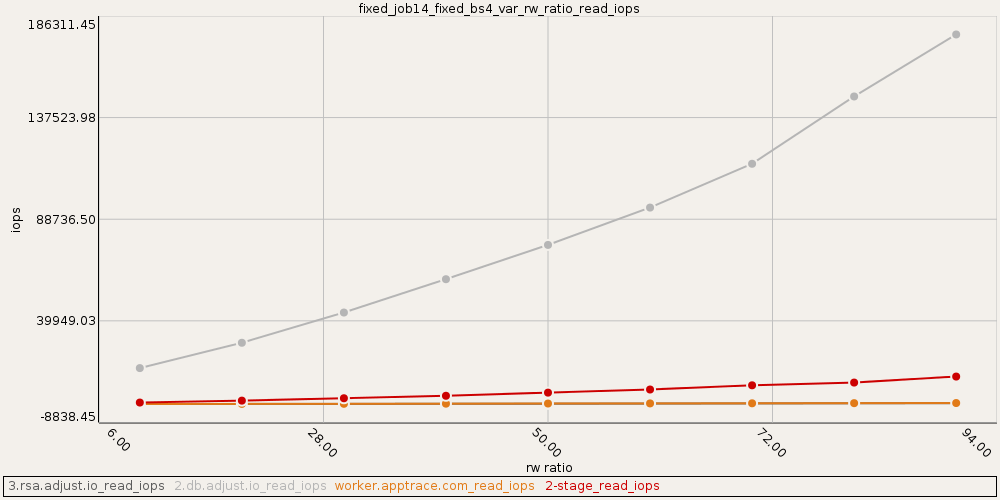 fixed_job14_fixed_bs4_var_rw_ratio_read_iops
186311.45
137523.98
88736.50
39949.03
-8838.45
iops
6.00
28.00
50.00
72.00
94.00
rw ratio
3.rsa.adjust.io_read_iops 2.db.adjust.io_read_iops worker.apptrace.com_read_iops 2-stage_read_iops